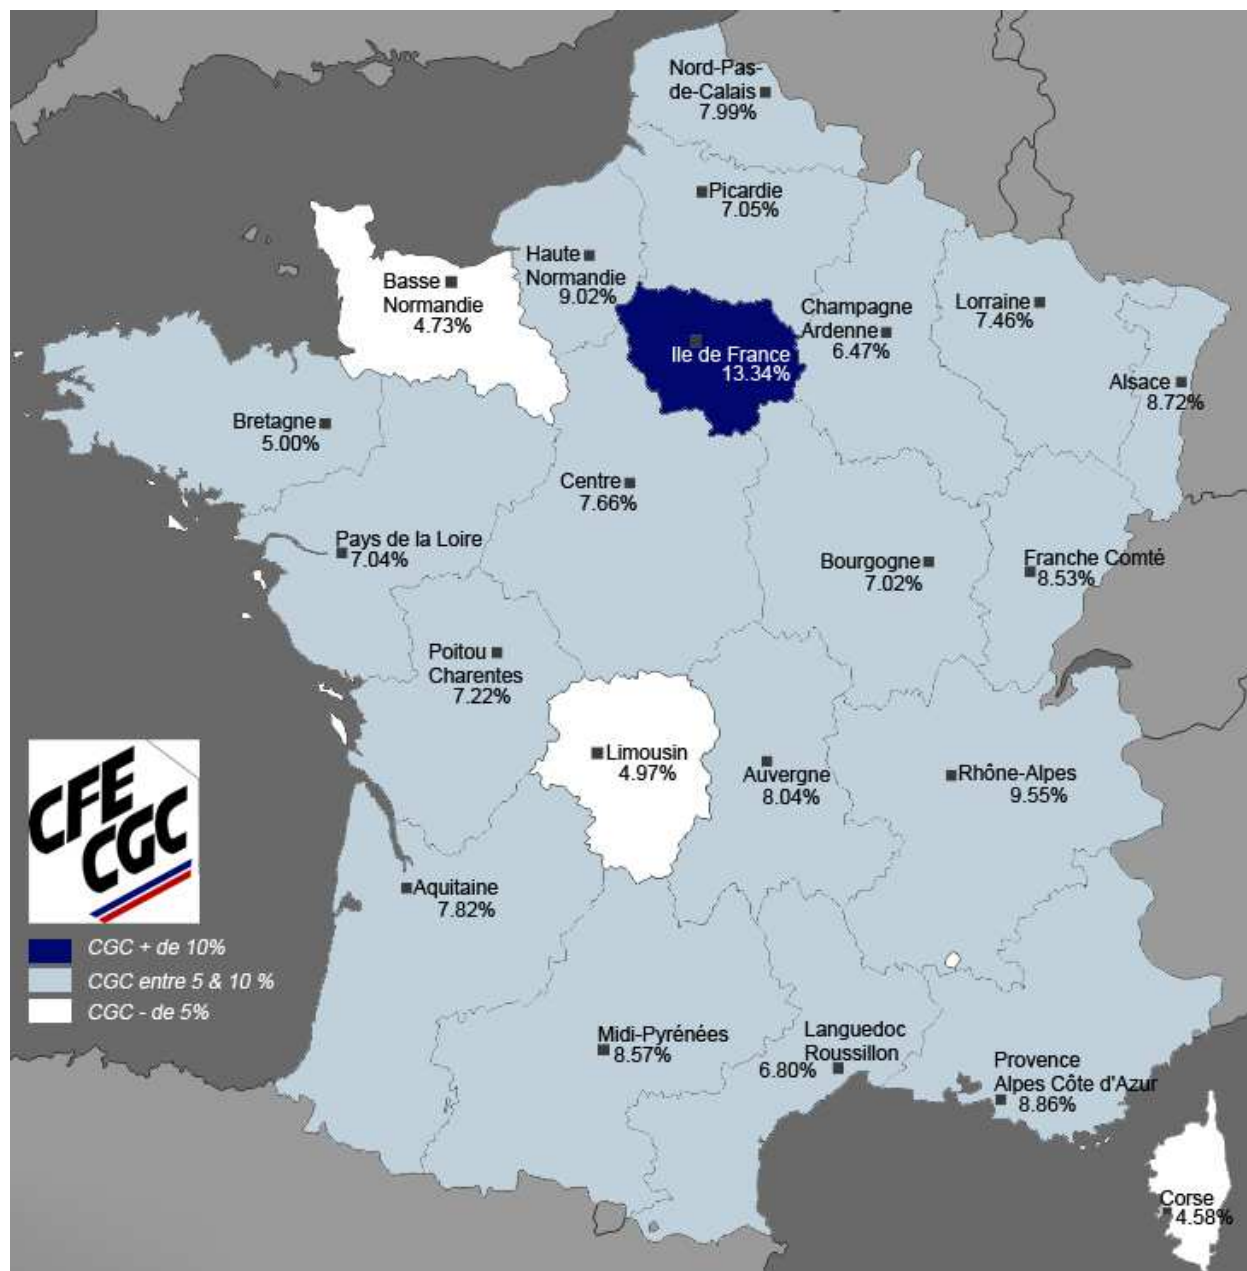 Nord-Pas-
de-Calais
7.99%
Picardie
7.05%
Haute
Normandie
9.02%
Basse
Normandie
4.73%
Champagne
Ardenne
6.47%
Lorraine
7.46%
Ile de France
13.34%
Alsace
8.72%
Bretagne
5.00%
Centre
7.66%
Pays de la Loire
7.04%
Bourgogne
7.02%
Franche Comté
8.53%
Poitou
Charentes
7.22%
Limousin
4.97%
Auvergne
8.04%
Rhône-Alpes
9.55%
CFE
CGC
Aquitaine
7.82%
CGC + de 10%
CGC entre 5 & 10 %
CGC - de 5%
Midi-Pyrénées
8.57%
Languedoc
Roussillon
6.80%
Provence
Alpes Côte d'Azur
8.86%
Corse
4.58%